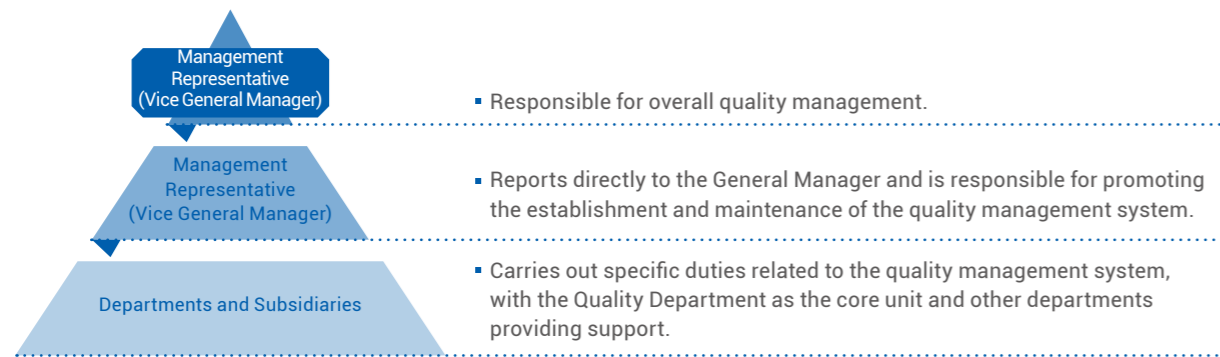 Management
Representative
(Vice General Manager)
▪ Responsible for overall quality management.
Management
Representative
(Vice General Manager)
▪ Reports directly to the General Manager and is responsible for promoting
the establishment and maintenance of the quality management system.
Departments and Subsidiaries
▪ Carries out specific duties related to the quality management system,
with the Quality Department as the core unit and other departments
providing support.